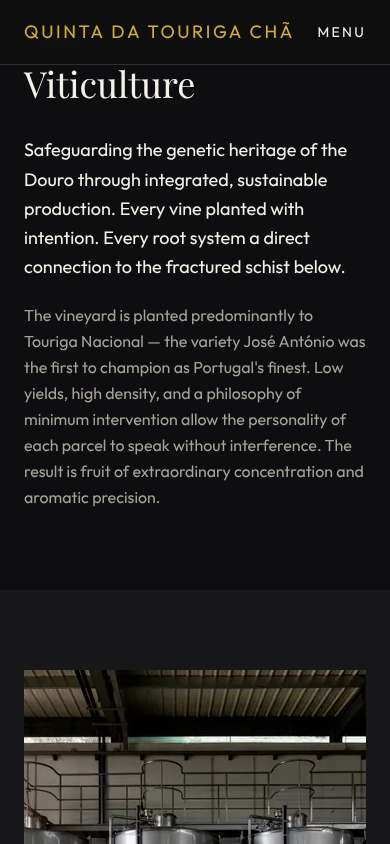 QUINTA DA TOURIGA CHÃ MENU
Viticulture
Safeguarding the genetic heritage of the
Douro through integrated, sustainable
production. Every vine planted with
intention. Every root system a direct
connection to the fractured schist below.
The vineyard is planted predominantly to
Touriga Nacional — the variety José António was
the first to champion as Portugal's finest. Low
yields, high density, and a philosophy of
minimum intervention allow the personality of
each parcel to speak without interference. The
result is fruit of extraordinary concentration and
aromatic precision.